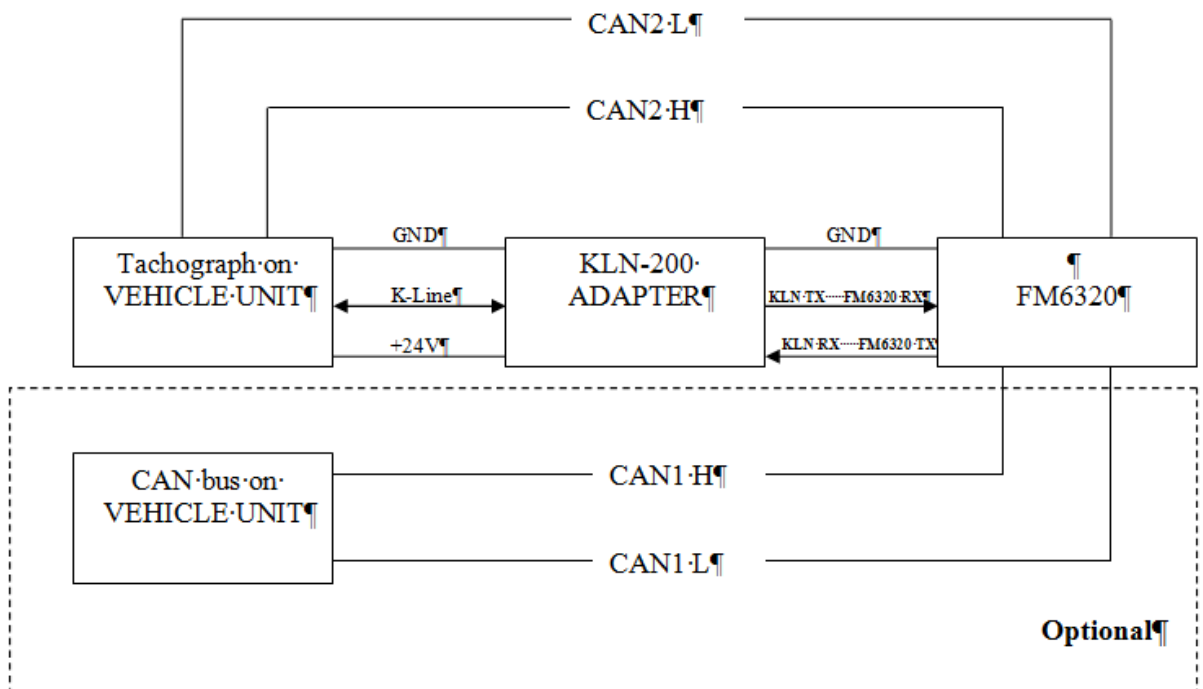 CAN2·L¶
CAN2·H¶
GND¶
GND¶
Tachograph·on·
VEHICLE·UNIT¶
K-Line¶
+24V¶
KLN-200·
ADAPTER¶
KLN·TX·····FM6320·RX¶
KLN·RX·····FM6320·TX¶
¶
FM6320¶
CAN·bus·on·
VEHICLE·UNIT¶
CAN1·H¶
CAN1·L¶
Optional¶